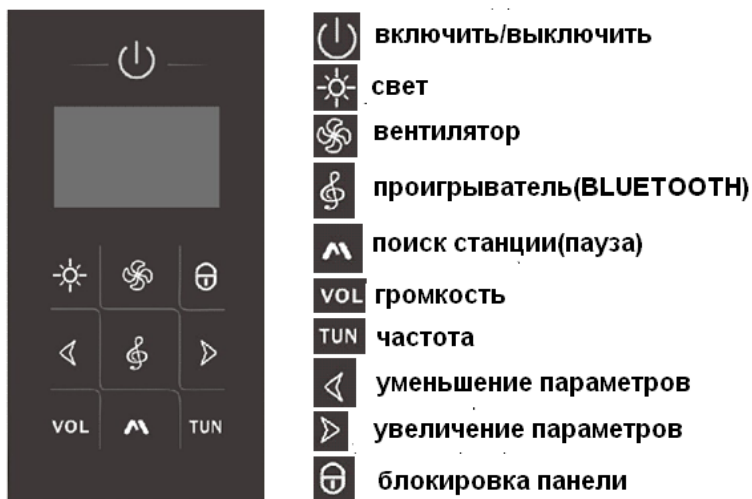 включить/выключить
свет
вентилятор
проигрыватель(BLUETOOTH)
поиск станции(пауза)
VOL громкость
TUN частота
уменьшение параметров
увеличение параметров
блокировка панели
VOL TUN